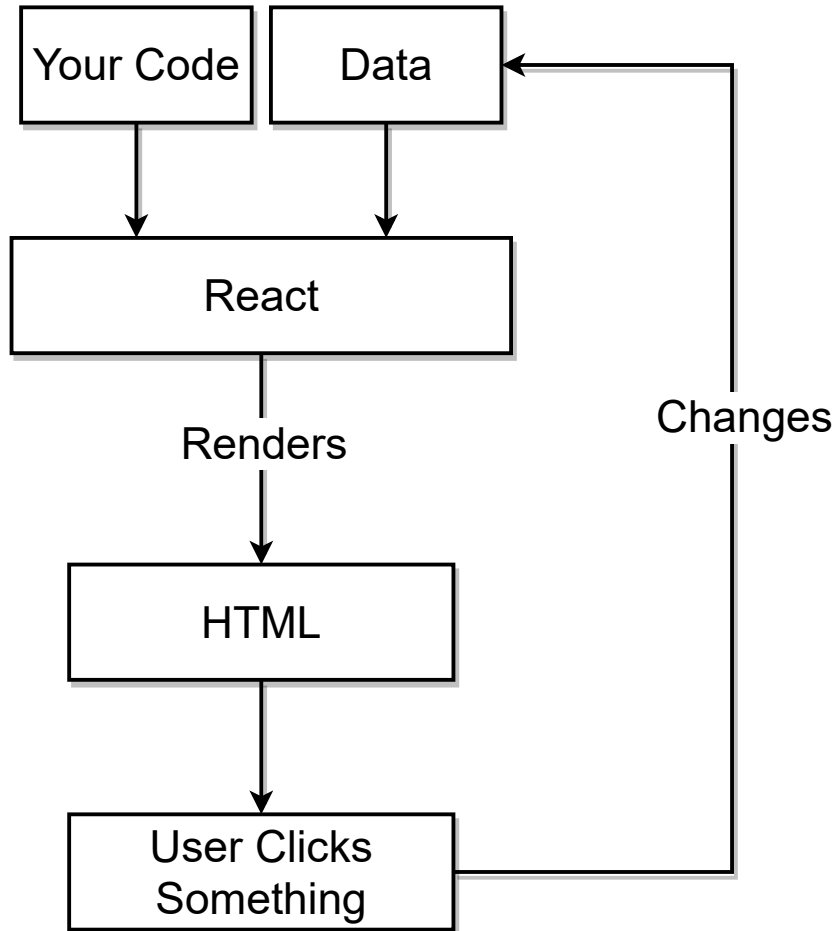 Your Code
Data
React
Renders
Changes
HTML
User Clicks
Something